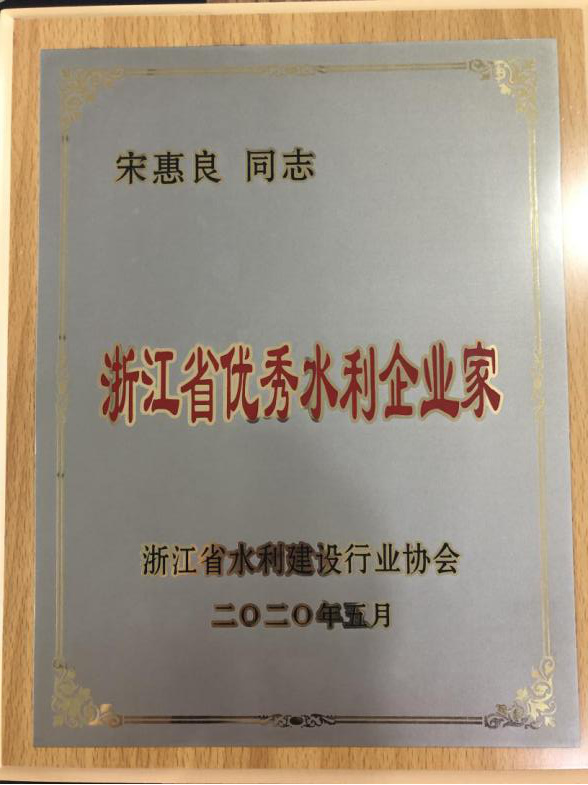 宋惠良 同志
浙江省优秀水利企业家
浙江省水利建设行业协会
二〇二〇年五月